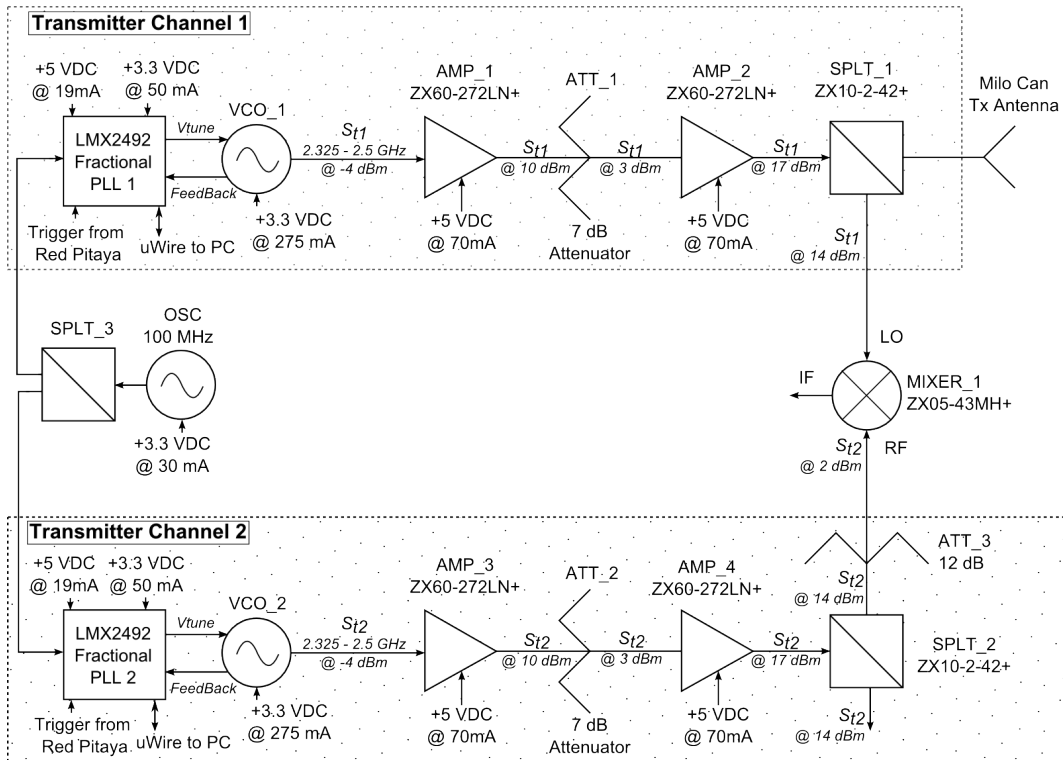 Transmitter Channel 1
+5 VDC
@ 19mA
+3.3 VDC
@ 50 mA
LMX2492
Fractional
PLL 1
Vtune
FeedBack
VCO_1
+3.3 VDC
@ 275 mA
Trigger from
Red Pitaya
uWire to PC
St1
2.325 - 2.5 GHz
@ -4 dBm
AMP_1
ZX60-272LN+
+5 VDC
@ 70mA
St1
@ 10 dBm
ATT_1
7 dB
Attenuator
St1
@ 3 dBm
AMP_2
ZX60-272LN+
+5 VDC
@ 70mA
St1
@ 17 dBm
SPLT_1
ZX10-2-42+
Milo Can
Tx Antenna
St1
@ 14 dBm
SPLT_3
OSC
100 MHz
+3.3 VDC
@ 30 mA
LO
IF
MIXER_1
ZX05-43MH+
RF
St2
@ 2 dBm
Transmitter Channel 2
+5 VDC
@ 19mA
+3.3 VDC
@ 50 mA
LMX2492
Fractional
PLL 2
Vtune
FeedBack
VCO_2
+3.3 VDC
@ 275 mA
Trigger from
Red Pitaya
uWire to PC
St2
2.325 - 2.5 GHz
@ -4 dBm
AMP_3
ZX60-272LN+
+5 VDC
@ 70mA
St2
@ 10 dBm
ATT_2
7 dB
Attenuator
St2
@ 3 dBm
AMP_4
ZX60-272LN+
+5 VDC
@ 70mA
St2
@ 17 dBm
ATT_3
12 dB
St2
@ 14 dBm
SPLT_2
ZX10-2-42+
St2
@ 14 dBm